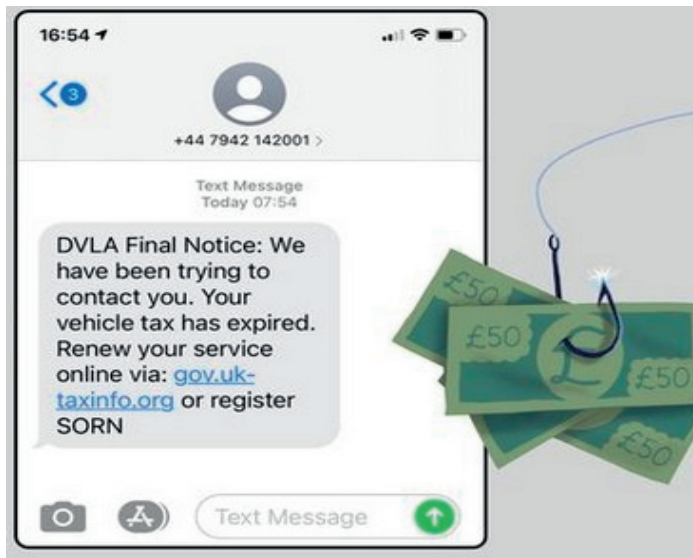 16:54
3
+44 7942 142001 >
Text Message
Today 07:54
DVLA Final Notice: We
have been trying to
contact you. Your
vehicle tax has expired.
Renew your service
online via: gov.uk-
taxinfo.org or register
SORN
Text Message
£50
£50
£
£50
£50